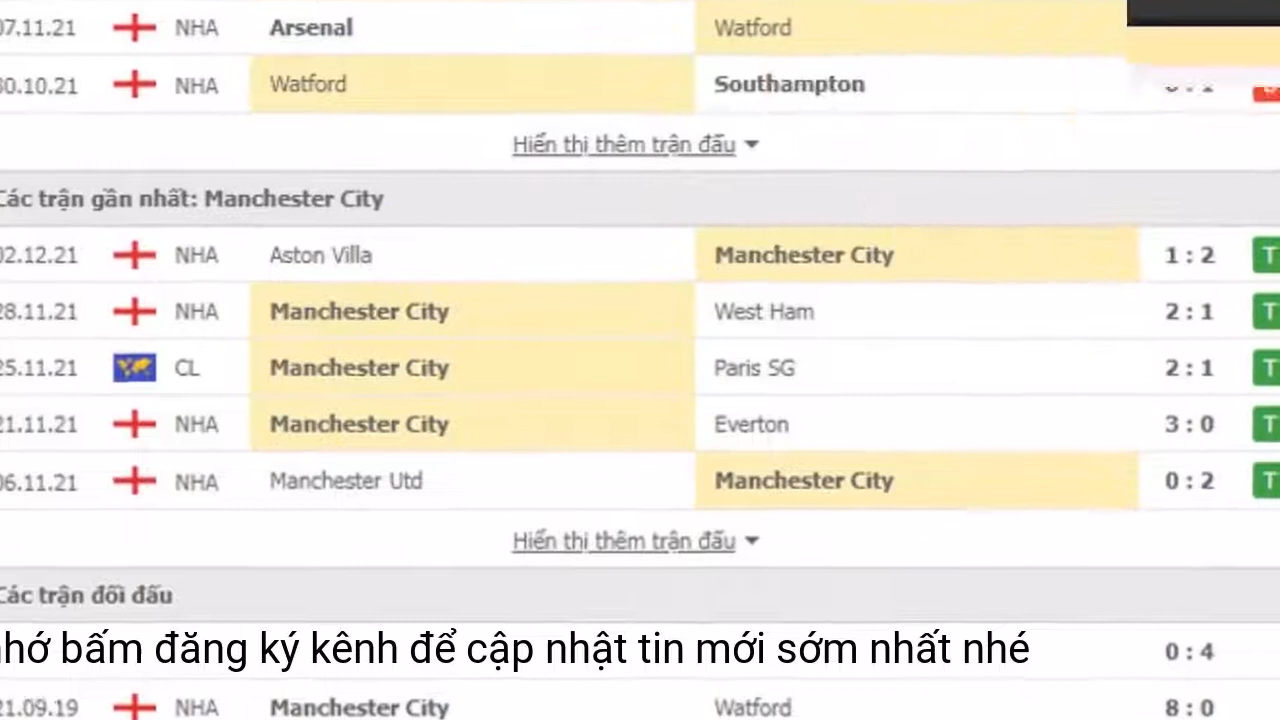 07.11.21 NHA Arsenal Watford
30.10.21 NHA Watford Southampton 0 : 1
Hiển thị thêm trận đấu
Các trận gần nhất: Manchester City
02.12.21 NHA Aston Villa Manchester City 1 : 2 T
28.11.21 NHA Manchester City West Ham 2 : 1 T
25.11.21 CL Manchester City Paris SG 2 : 1 T
21.11.21 NHA Manchester City Everton 3 : 0 T
06.11.21 NHA Manchester Utd Manchester City 0 : 2 T
Hiển thị thêm trận đấu
Các trận đối đấu
nhớ bấm đăng ký kênh để cập nhật tin mới sớm nhất nhé 0 : 4
21.09.19 NHA Manchester City Watford 8 : 0